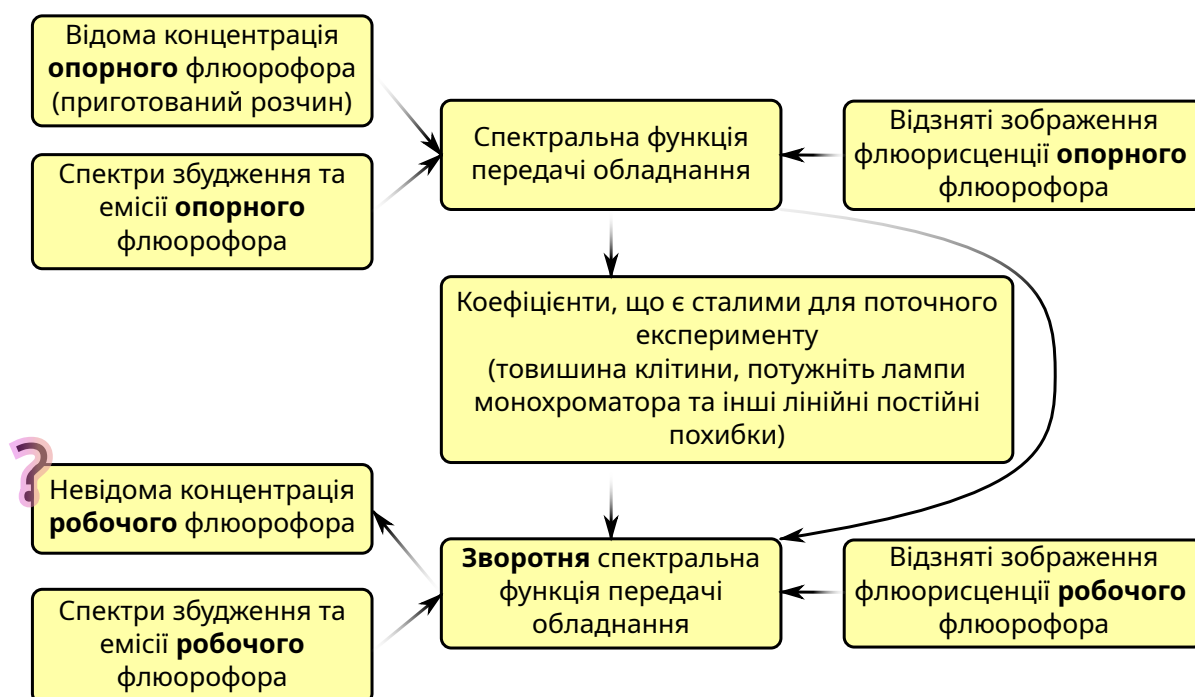 Відома концентрація
опорного флюорофора
(приготований розчин)
Спектри збудження та
емісії опорного
флюорофора
Спектральна функція
передачі обладнання
Відзняті зображення
флюорисценції опорного
флюорофора
Коефіцієнти, що є сталими для поточного
експерименту
(товишина клітини, потужніть лампи
монохроматора та інші лінійні постійні
похибки)
?
Невідома концентрація
робочого флюорофора
Спектри збудження та
емісії робочого
флюорофора
Зворотня спектральна
функція передачі
обладнання
Відзняті зображення
флюорисценції робочого
флюорофора